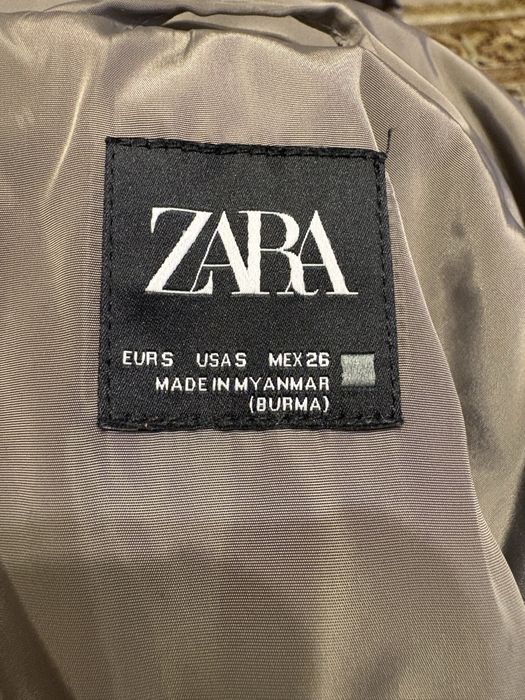 ZARA
EUR S USA S MEX 26
MADE IN MYANMAR
(BURMA)